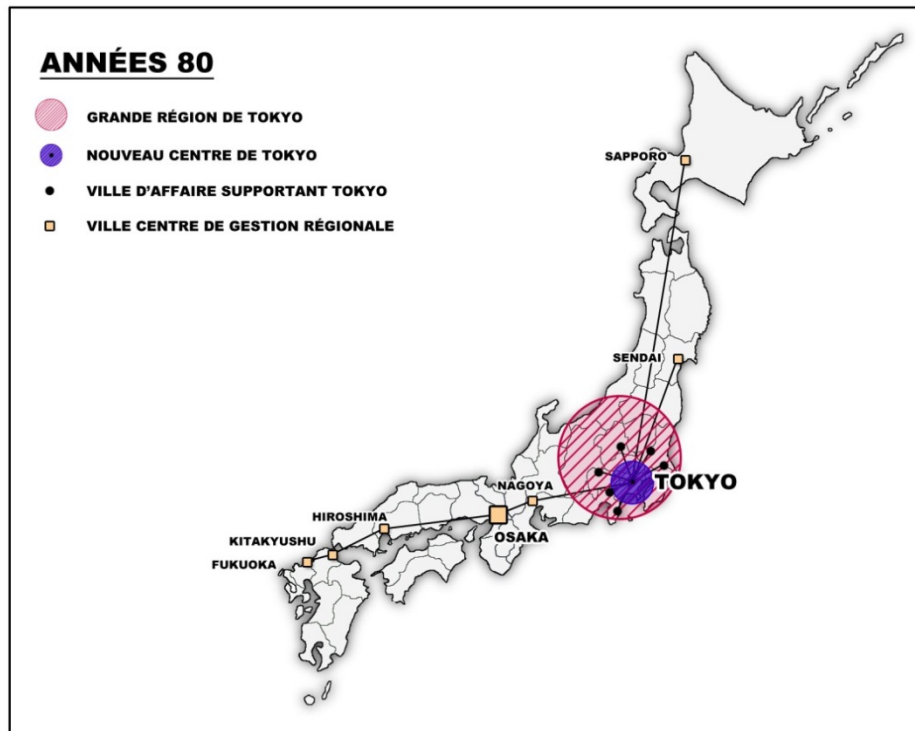 ANNÉES 80
GRANDE RÉGION DE TOKYO
NOUVEAU CENTRE DE TOKYO
VILLE D'AFFAIRE SUPPORTANT TOKYO
VILLE CENTRE DE GESTION RÉGIONALE
SAPPORO
SENDAI
TOKYO
NAGOYA
OSAKA
HIROSHIMA
KITAKYUSHU
FUKUOKA